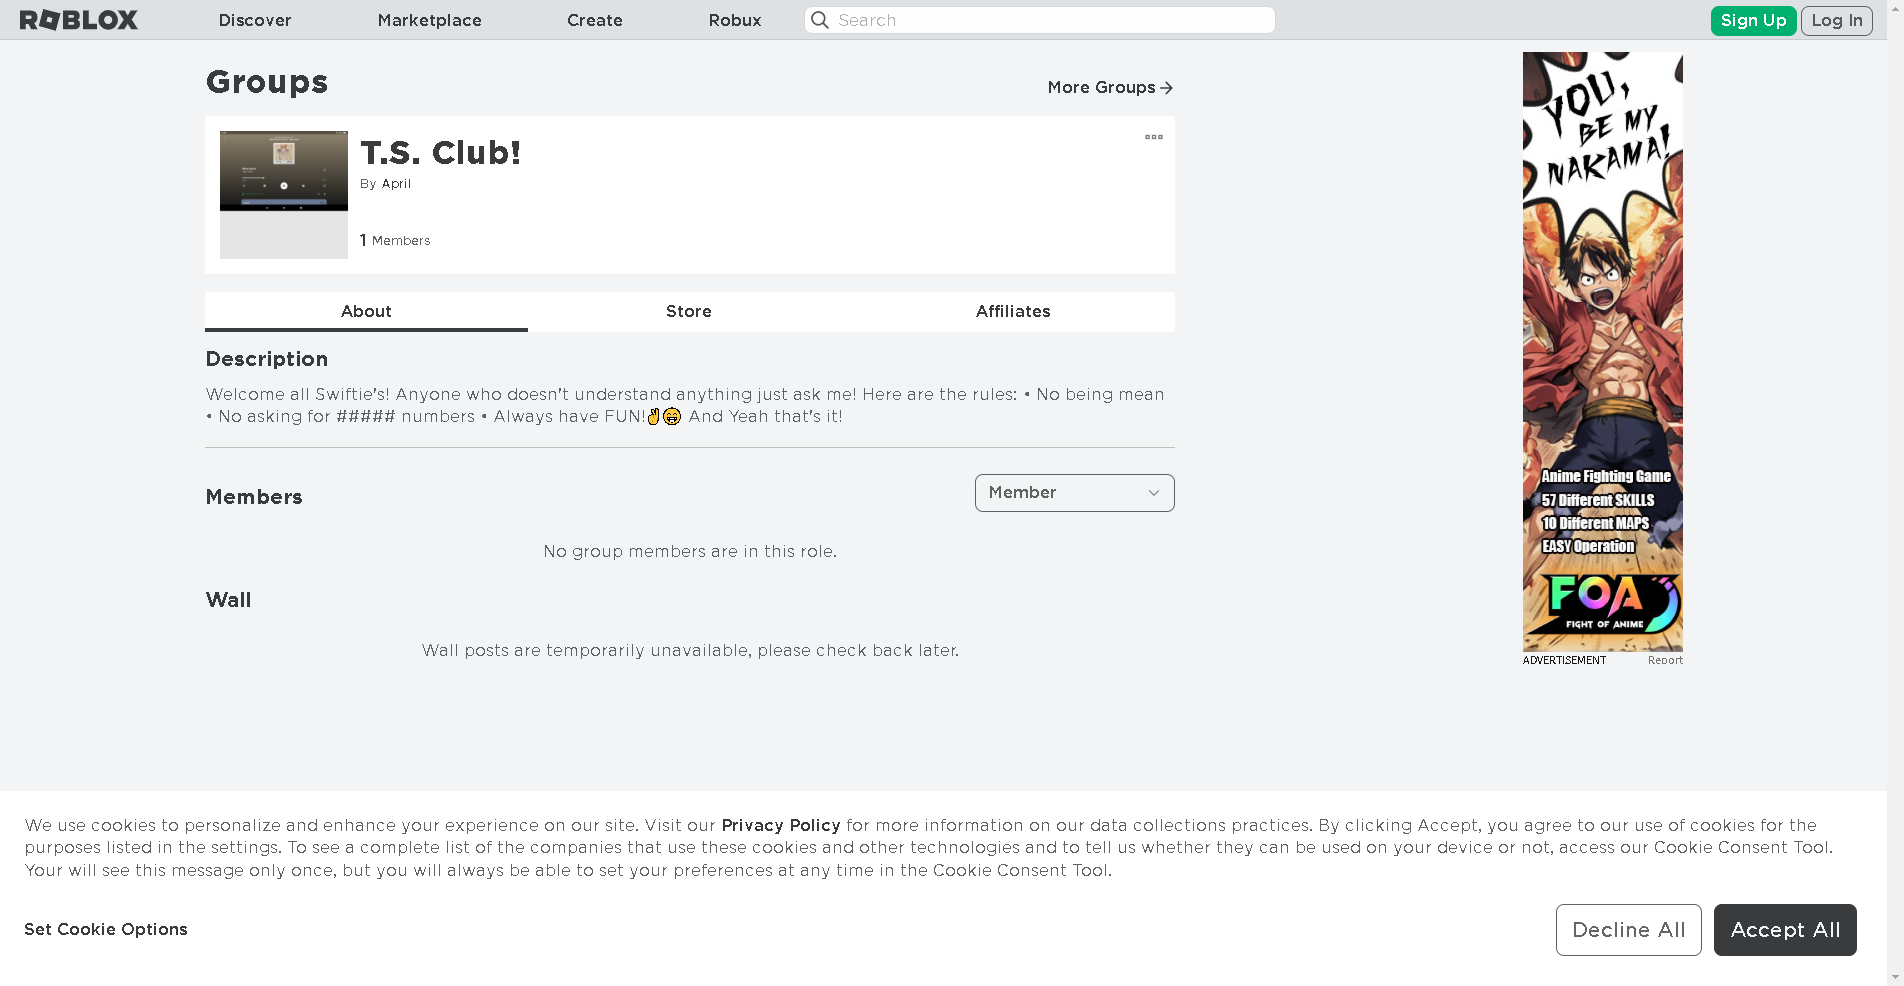 ROBLOX Discover Marketplace Create Robux Search Sign Up Log In
Groups
More Groups
T.S. Club!
By April
1 Members
About Store Affiliates
Description
Welcome all Swiftie's! Anyone who doesn't understand anything just ask me! Here are the rules: • No being mean
• No asking for ##### numbers • Always have FUN!✌😁 And Yeah that's it!
Members
Member
No group members are in this role.
Wall
Wall posts are temporarily unavailable, please check back later.
YOU,
BE MY
NAKAMA!
Anime Fighting Game
57 Different SKILLS
10 Different MAPS
EASY Operation
FOA
FIGHT OF ANIME
ADVERTISEMENT Report
We use cookies to personalize and enhance your experience on our site. Visit our Privacy Policy for more information on our data collections practices. By clicking Accept, you agree to our use of cookies for the
purposes listed in the settings. To see a complete list of the companies that use these cookies and other technologies and to tell us whether they can be used on your device or not, access our Cookie Consent Tool.
Your will see this message only once, but you will always be able to set your preferences at any time in the Cookie Consent Tool.
Set Cookie Options
Decline All
Accept All